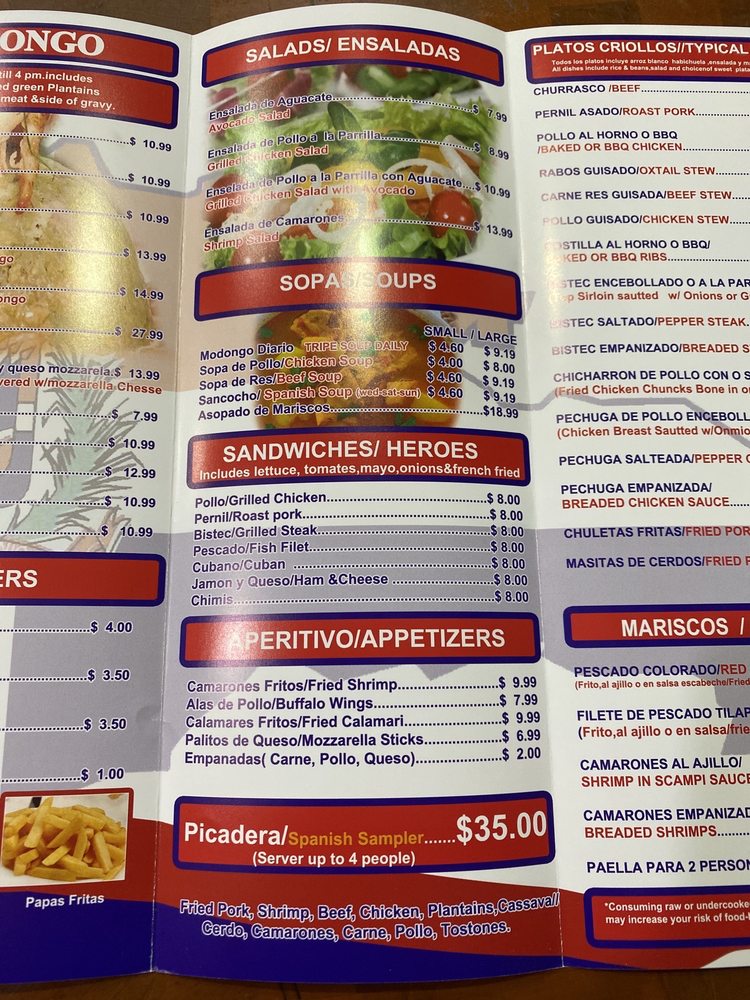 ONGO
till 4 pm.includes
ed green Plantains
meat &side of gravy.
$ 10.99
$ 10.99
$ 10.99
$ 13.99
ngo
$ 14.99
ongo
$ 27.99
y queso mozzarela.$ 13.99
vered w/mozzarella Chesse
$ 7.99
$ 10.99
$ 12.99
$ 10.99
$ 10.99
ERS
$ 4.00
$ 3.50
$ 3.50
$ 1.00
Papas Fritas
SALADS/ ENSALADAS
Ensalada de Aguacate $ 7.99
Avocado Salad
Ensalada de Pollo a la Parrilla $ 8.99
Grilled Chicken Salad
Enselada de Pollo a la Parrilla con Aguacate....$ 10.99
Grilled Chicken Salad with Avocado
Ensalada de Camarones $ 13.99
Shrimp Salad
SOPAS/SOUPS
SMALL / LARGE
Modongo Diario TRIPE SOUP DAILY $ 4.60 $ 9.19
Sopa de Pollo/Chicken Soup $ 4.00 $ 8.00
Sopa de Res/Beef Soup $ 4.60 $ 9.19
Sancocho/ Spanish Soup (wed-sat-sun) $ 4.60 $ 9.19
Asopado de Mariscos $18.99
SANDWICHES/ HEROES
Includes lettuce, tomates,mayo,onions&french fried
Pollo/Grilled Chicken $ 8.00
Pernil/Roast pork $ 8.00
Bistec/Grilled Steak $ 8.00
Pescado/Fish Filet $ 8.00
Cubano/Cuban $ 8.00
Jamon y Queso/Ham &Cheese $ 8.00
Chimis $ 8.00
APERITIVO/APPETIZERS
Camarones Fritos/Fried Shrimp $ 9.99
Alas de Pollo/Buffalo Wings $ 7.99
Calamares Fritos/Fried Calamari $ 9.99
Palitos de Queso/Mozzarella Sticks $ 6.99
Empanadas( Carne, Pollo, Queso) $ 2.00
Picadera/Spanish Sampler.......$35.00
(Server up to 4 people)
Fried Pork, Shrimp, Beef, Chicken, Plantains,Cassava//
Cerdo, Camarones, Carne, Pollo, Tostones.
PLATOS CRIOLLOS//TYPICAL
Todos los platos incluye arroz blanco habichuela ,ensalada y m
All dishes include rice & beans,salad and choicenof sweet plata
CHURRASCO /BEEF
PERNIL ASADO/ROAST PORK
POLLO AL HORNO O BBQ
/BAKED OR BBQ CHICKEN
RABOS GUISADO/OXTAIL STEW
CARNE RES GUISADA/BEEF STEW
POLLO GUISADO/CHICKEN STEW
OSTILLA AL HORNO O BBQ/
KED OR BBQ RIBS
STEC ENCEBOLLADO O A LA PAR
p Sirloin sautted w/ Onions or G
BISTEC SALTADO/PEPPER STEAK
BISTEC EMPANIZADO/BREADED S
CHICHARRON DE POLLO CON O S
(Fried Chicken Chuncks Bone in o
PECHUGA DE POLLO ENCEBOLL
(Chicken Breast Sautted w/Onnio
PECHUGA SALTEADA/PEPPER C
PECHUGA EMPANIZADA/
BREADED CHICKEN SAUCE
CHULETAS FRITAS/FRIED POR
MASITAS DE CERDOS/FRIED P
MARISCOS /
PESCADO COLORADO/RED
(Frito,al ajillo o en salsa escabeche/Fried
FILETE DE PESCADO TILAP
(Frito,al ajillo o en salsa/frie
CAMARONES AL AJILLO/
SHRIMP IN SCAMPI SAUCE
CAMARONES EMPANIZAD
BREADED SHRIMPS
PAELLA PARA 2 PERSON
*Consuming raw or undercooke
may increase your risk of food-b